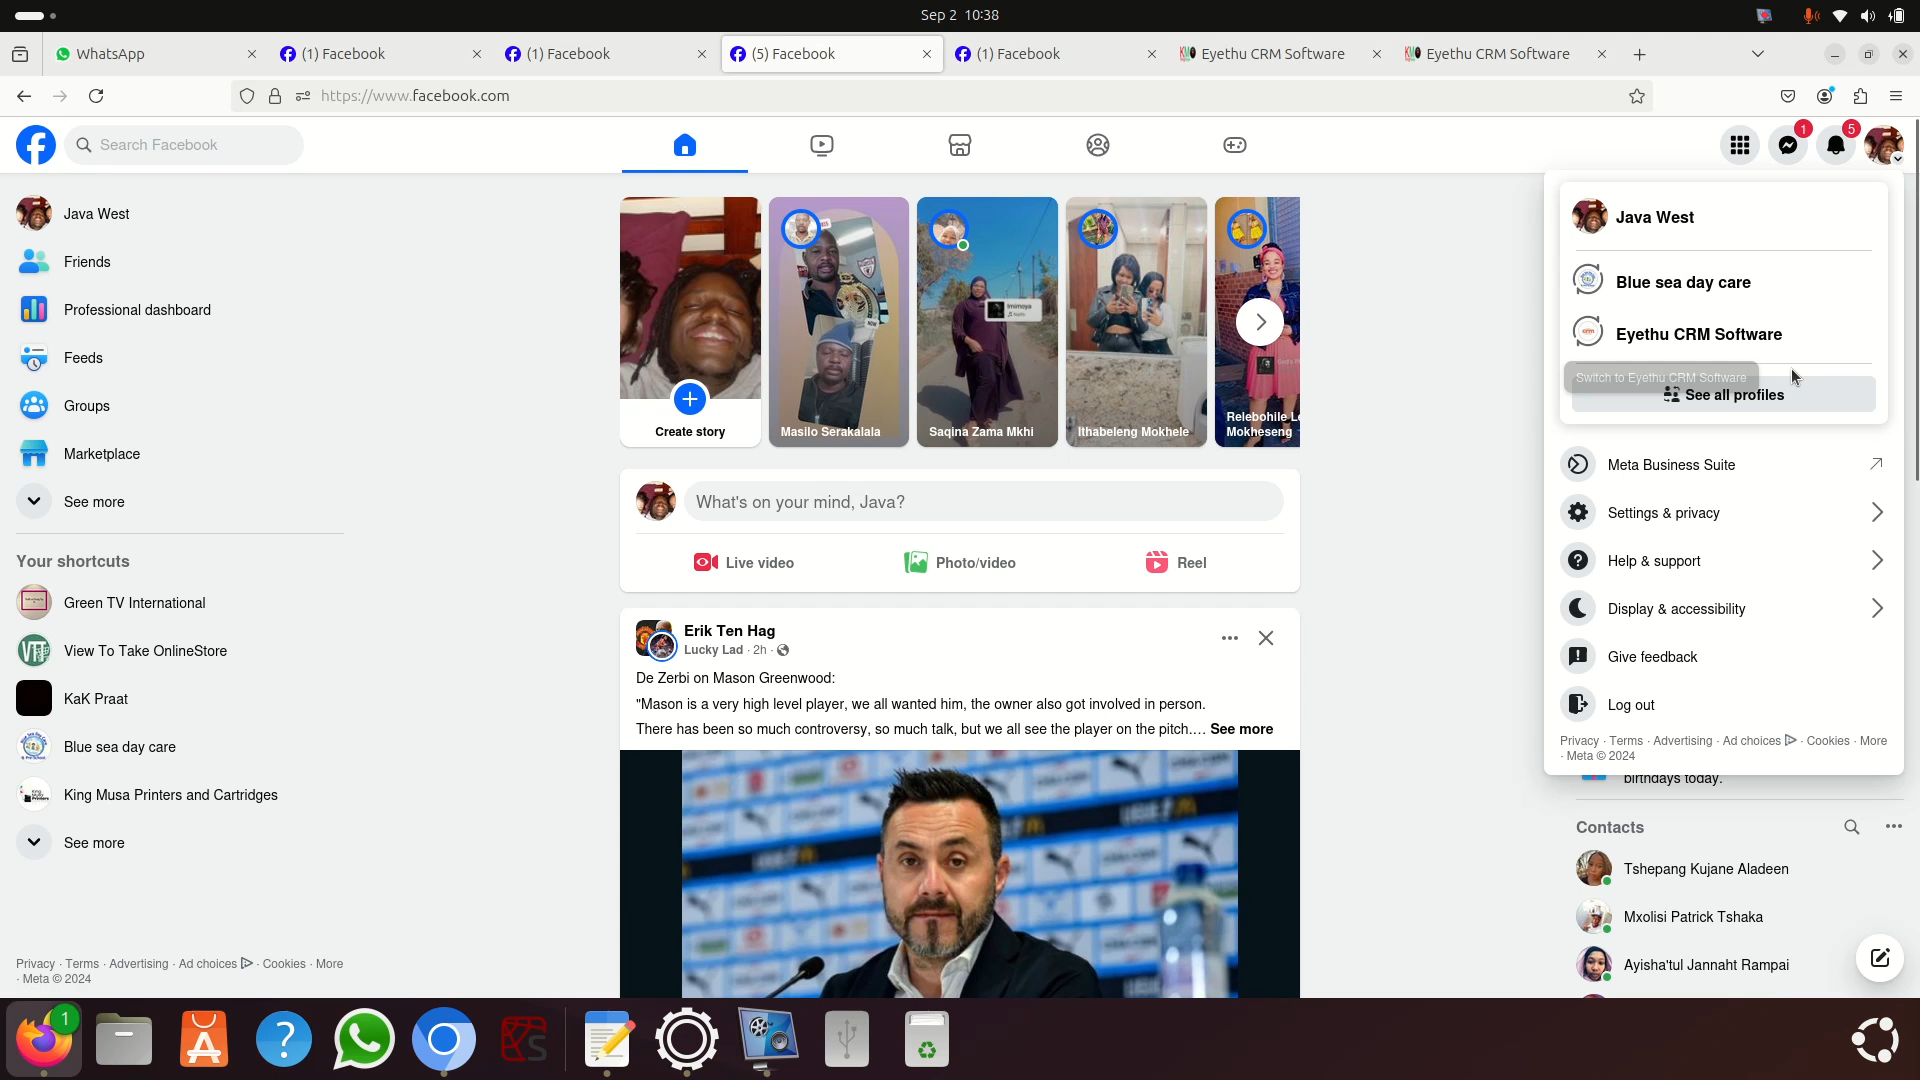 Sep 2 10:38
WhatsApp
(1) Facebook
(1) Facebook
(5) Facebook
(1) Facebook
Eyethu CRM Software
Eyethu CRM Software
https://www.facebook.com
Search Facebook
1
5
Java West
Friends
Professional dashboard
Feeds
Groups
Marketplace
See more
Your shortcuts
Green TV International
View To Take OnlineStore
KaK Praat
Blue sea day care
King Musa Printers and Cartridges
See more
Privacy · Terms · Advertising · Ad choices · Cookies · More
· Meta © 2024
Create story
Masilo Serakalala
Saqina Zama Mkhi
Ithabeleng Mokhele
Relebohile Le
Mokheseng
What's on your mind, Java?
Live video
Photo/video
Reel
Erik Ten Hag
Lucky Lad · 2h ·
De Zerbi on Mason Greenwood:
"Mason is a very high level player, we all wanted him, the owner also got involved in person.
There has been so much controversy, so much talk, but we all see the player on the pitch.... See more
Java West
Blue sea day care
Eyethu CRM Software
Switch to Eyethu CRM Software
See all profiles
Meta Business Suite
Settings & privacy
Help & support
Display & accessibility
Give feedback
Log out
Privacy · Terms · Advertising · Ad choices · Cookies · More
· Meta © 2024
birthdays today.
Contacts
Tshepang Kujane Aladeen
Mxolisi Patrick Tshaka
Ayisha'tul Jannaht Rampai
1